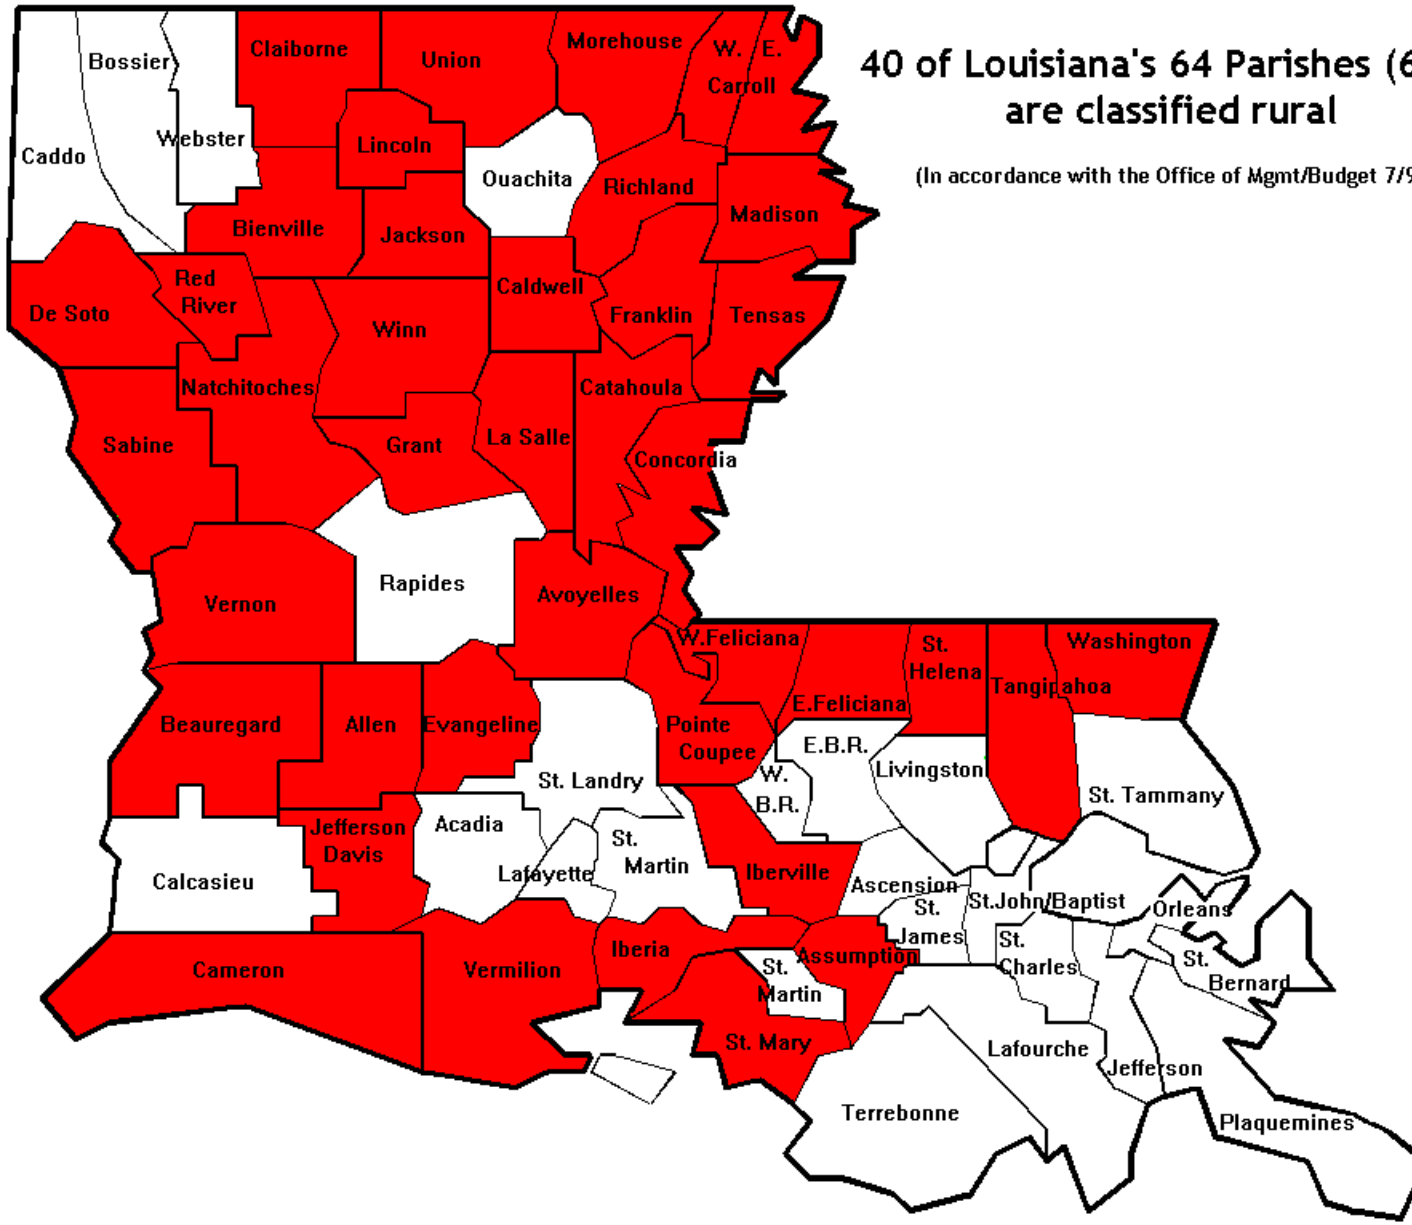 40 of Louisiana's 64 Parishes (6
are classified rural
(In accordance with the Office of Mgmt/Budget 7/9
Bossier
Claiborne
Union
Morehouse
W. E.
Carroll
Caddo
Webster
Lincoln
Ouachita
Richland
Madison
Bienville
Jackson
De Soto
Red
River
Caldwell
Winn
Franklin
Tensas
Natchitoches
Catahoula
Sabine
Grant
La Salle
Concordia
Vernon
Rapides
Avoyelles
W.Feliciana
St.
Helena
Washington
Tangipahoa
E.Feliciana
Beauregard
Allen
Evangeline
Pointe
Coupee
E.B.R.
W.
B.R.
Livingston
St. Landry
St. Tammany
Jefferson
Davis
Acadia
Lafayette
St.
Martin
Calcasieu
Iberville
Ascension
St.John/Baptist
Orleans
St.
James
St.
Charles
St.
Bernard
Cameron
Vermilion
Iberia
Assumption
St.
Martin
St. Mary
Lafourche
Jefferson
Terrebonne
Plaquemines